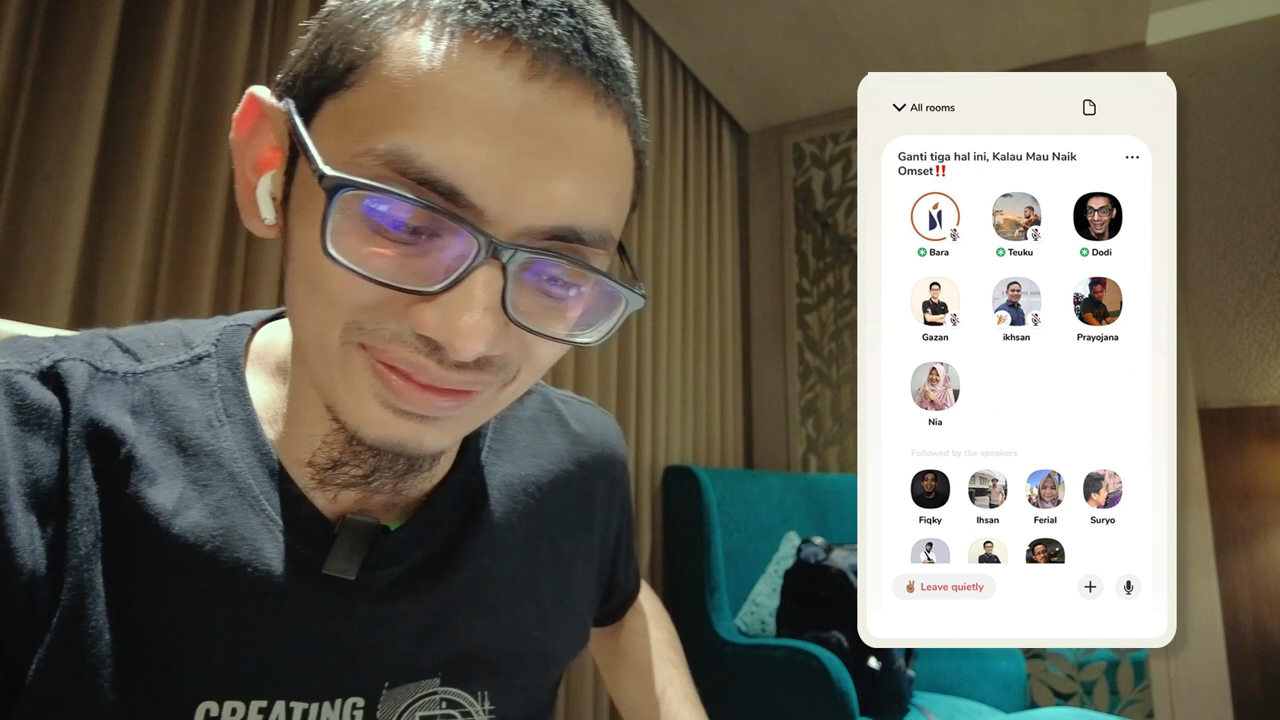 All rooms
Ganti tiga hal ini, Kalau Mau Naik
Omset‼️
Bara
Teuku
Dodi
Gazan
ikhsan
Prayojana
Nia
Followed by the speakers
Fiqky
Ihsan
Ferial
Suryo
✌🏽 Leave quietly
CREATING